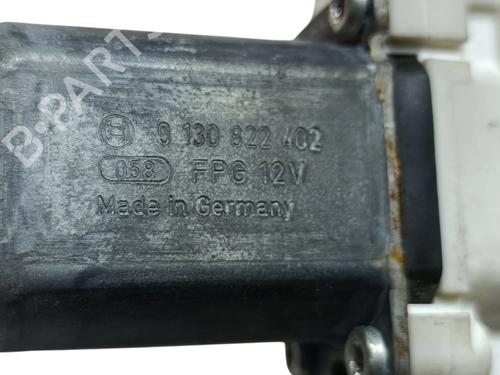 B-PARTS
0 130 822 402
058 FPG 12V
Made in Germany